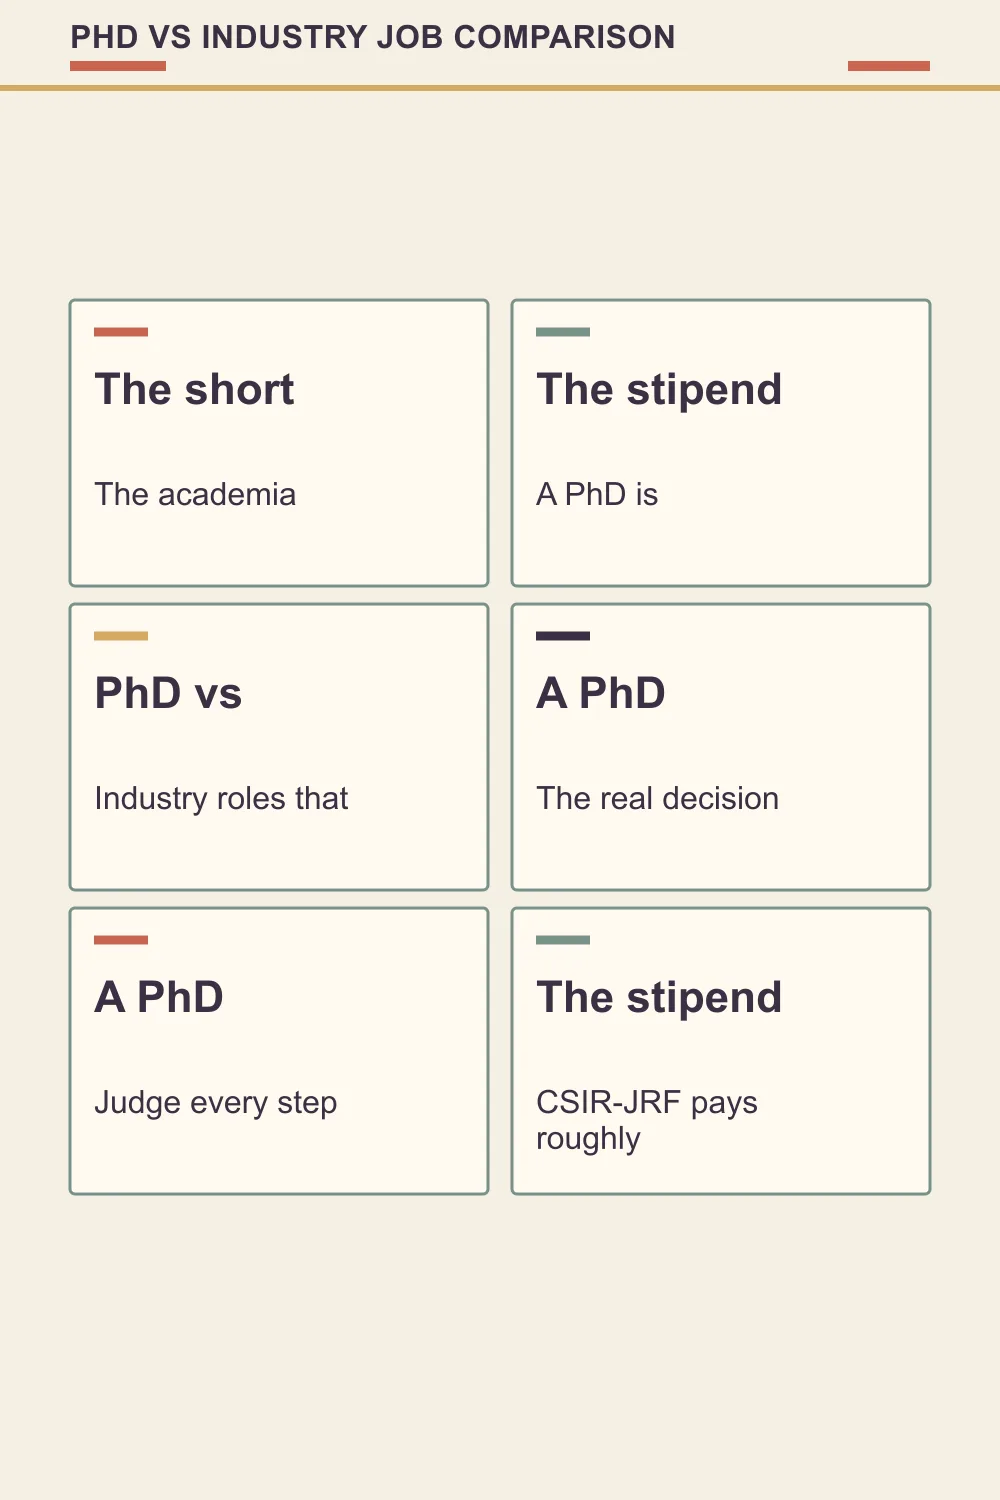 PHD VS INDUSTRY JOB COMPARISON
The short
The academia
The stipend
A PhD is
PhD vs
Industry roles that
A PhD
The real decision
A PhD
Judge every step
The stipend
CSIR-JRF pays
roughly